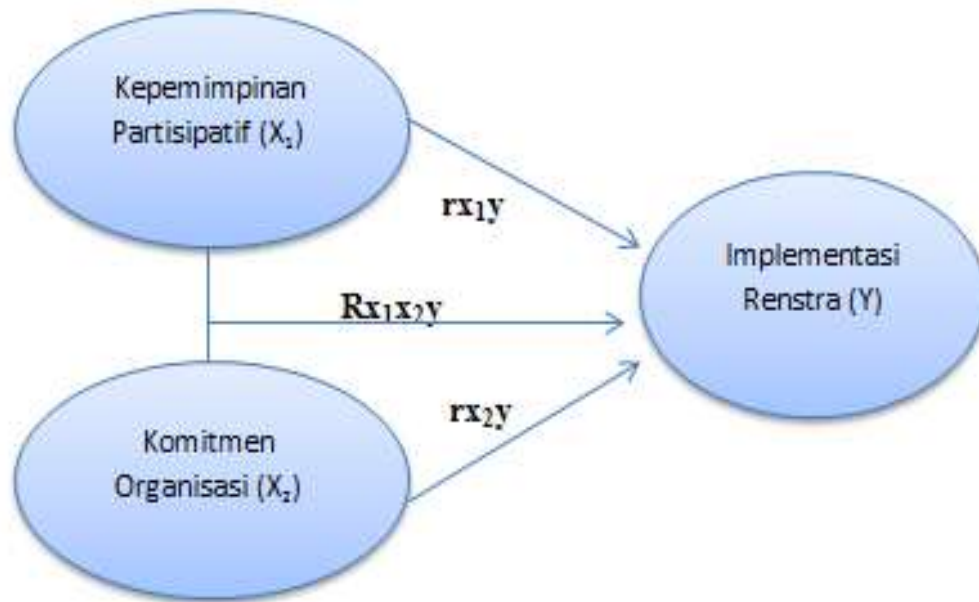 Kepemimpinan
Partisipatif (X₁)
rx₁y
Implementasi
Renstra (Y)
Rx₁x₂y
rx₂y
Komitmen
Organisasi (X₂)